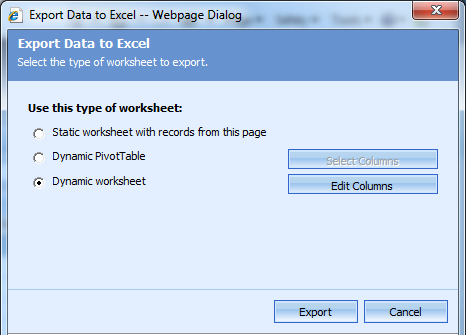 Export Data to Excel -- Webpage Dialog
Export Data to Excel
Select the type of worksheet to export.
Use this type of worksheet:
Static worksheet with records from this page
Dynamic PivotTable
Select Columns
Dynamic worksheet
Edit Columns
Export
Cancel